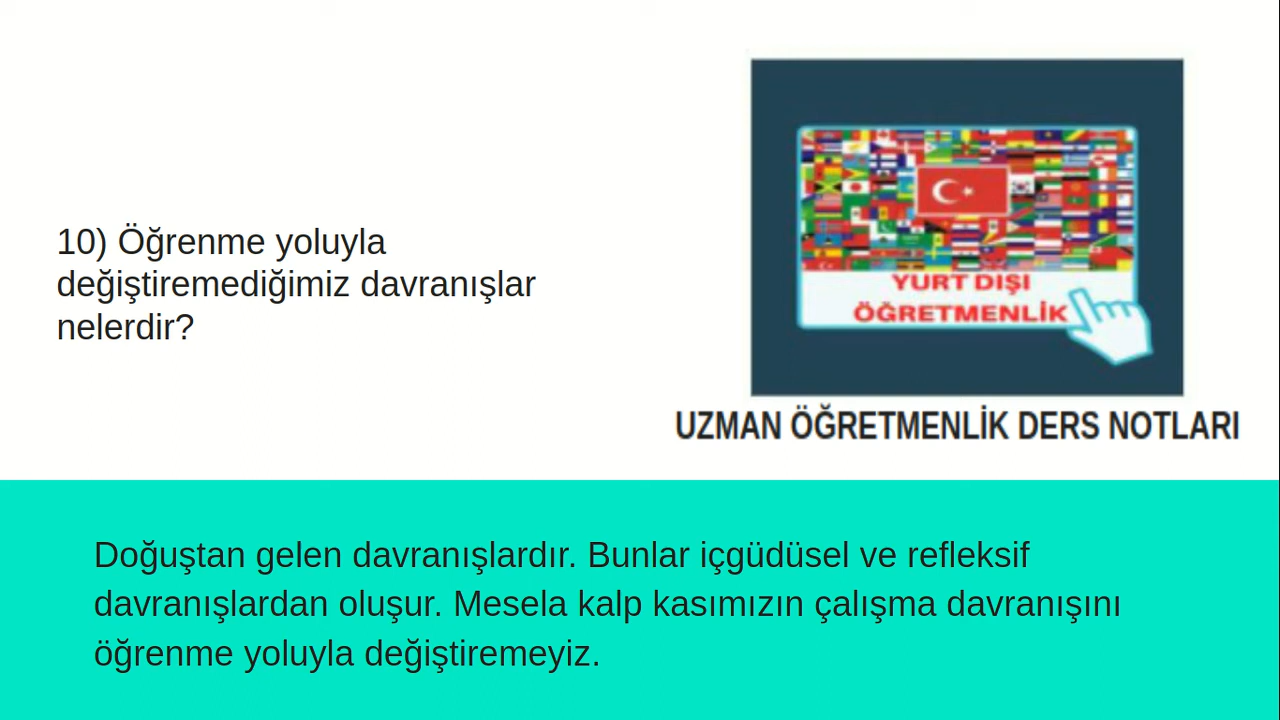 10) Öğrenme yoluyla
değiştiremediğimiz davranışlar
nelerdir?
YURT DIŞI
ÖĞRETMENLİK
UZMAN ÖĞRETMENLİK DERS NOTLARI
Doğuştan gelen davranışlardır. Bunlar içgüdüsel ve refleksif
davranışlardan oluşur. Mesela kalp kasımızın çalışma davranışını
öğrenme yoluyla değiştiremeyiz.